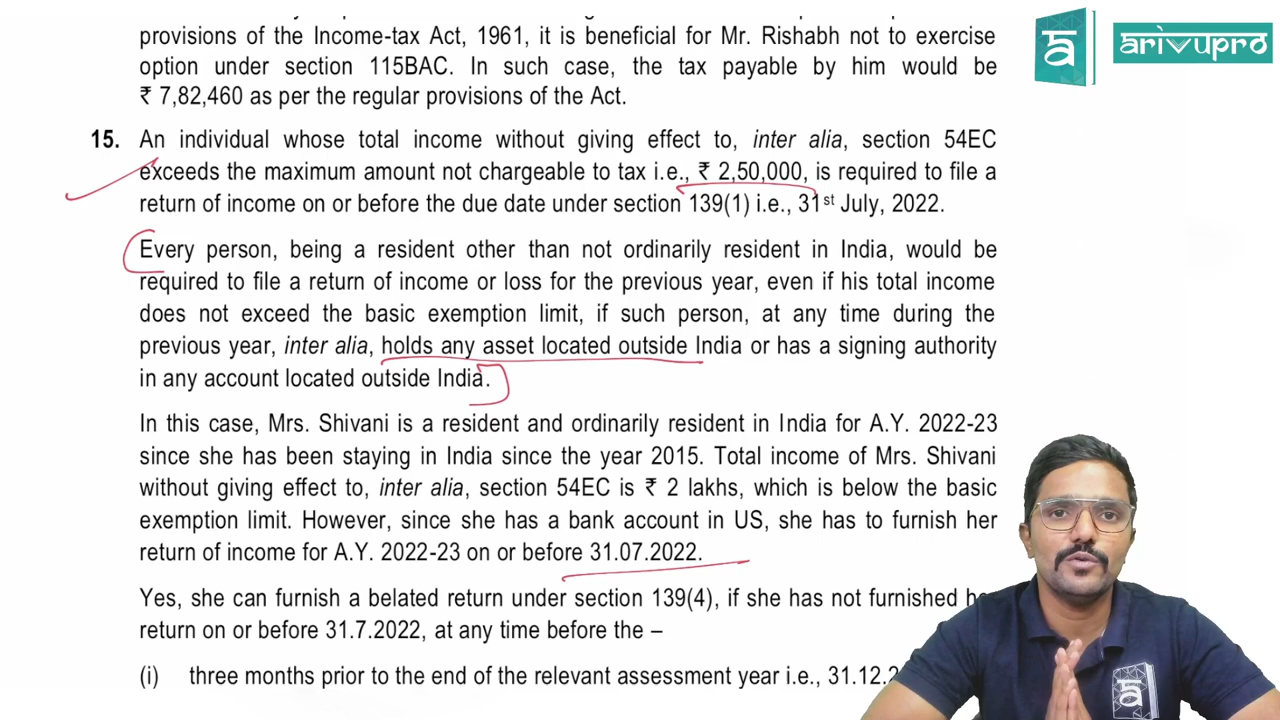 provisions of the Income-tax Act, 1961, it is beneficial for Mr. Rishabh not to exercise
option under section 115BAC. In such case, the tax payable by him would be
₹ 7,82,460 as per the regular provisions of the Act.
arivupro
15. An individual whose total income without giving effect to, inter alia, section 54EC
exceeds the maximum amount not chargeable to tax i.e., ₹ 2,50,000, is required to file a
return of income on or before the due date under section 139(1) i.e., 31st July, 2022.
Every person, being a resident other than not ordinarily resident in India, would be
required to file a return of income or loss for the previous year, even if his total income
does not exceed the basic exemption limit, if such person, at any time during the
previous year, inter alia, holds any asset located outside India or has a signing authority
in any account located outside India.
In this case, Mrs. Shivani is a resident and ordinarily resident in India for A.Y. 2022-23
since she has been staying in India since the year 2015. Total income of Mrs. Shivani
without giving effect to, inter alia, section 54EC is ₹ 2 lakhs, which is below the basic
exemption limit. However, since she has a bank account in US, she has to furnish her
return of income for A.Y. 2022-23 on or before 31.07.2022.
Yes, she can furnish a belated return under section 139(4), if she has not furnished
return on or before 31.7.2022, at any time before the –
(i) three months prior to the end of the relevant assessment year i.e., 31.12.